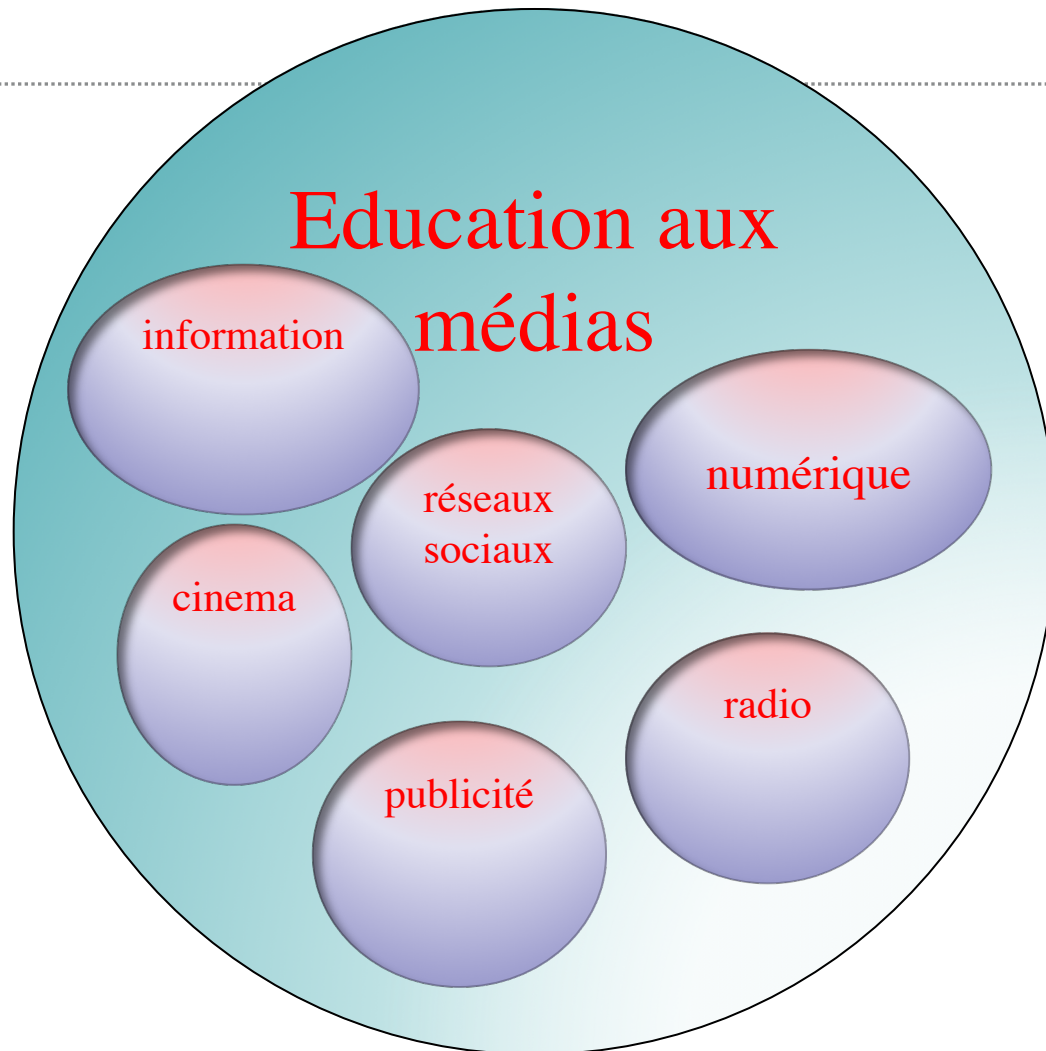 Education aux
médias
information
numérique
réseaux
sociaux
cinema
radio
publicité